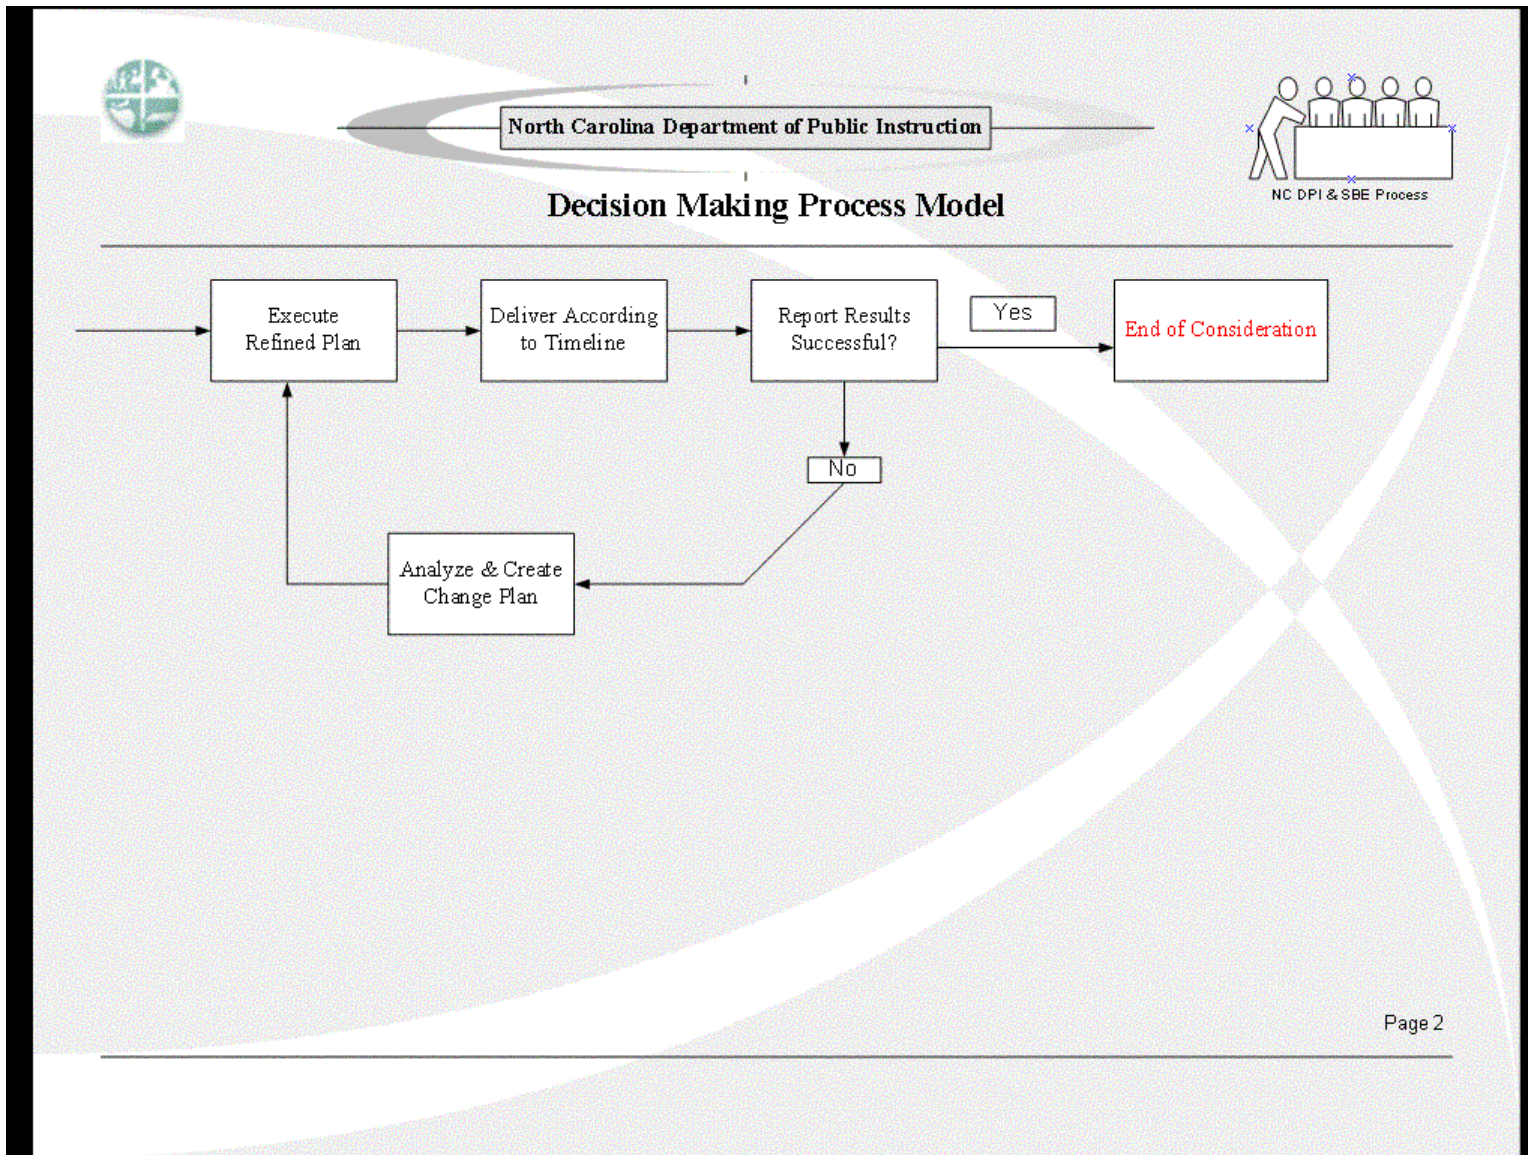 North Carolina Department of Public Instruction
NC DPI & SBE Process
Decision Making Process Model
Execute
Refined Plan
Deliver According
to Timeline
Report Results
Successful?
Yes
End of Consideration
No
Analyze & Create
Change Plan
Page 2